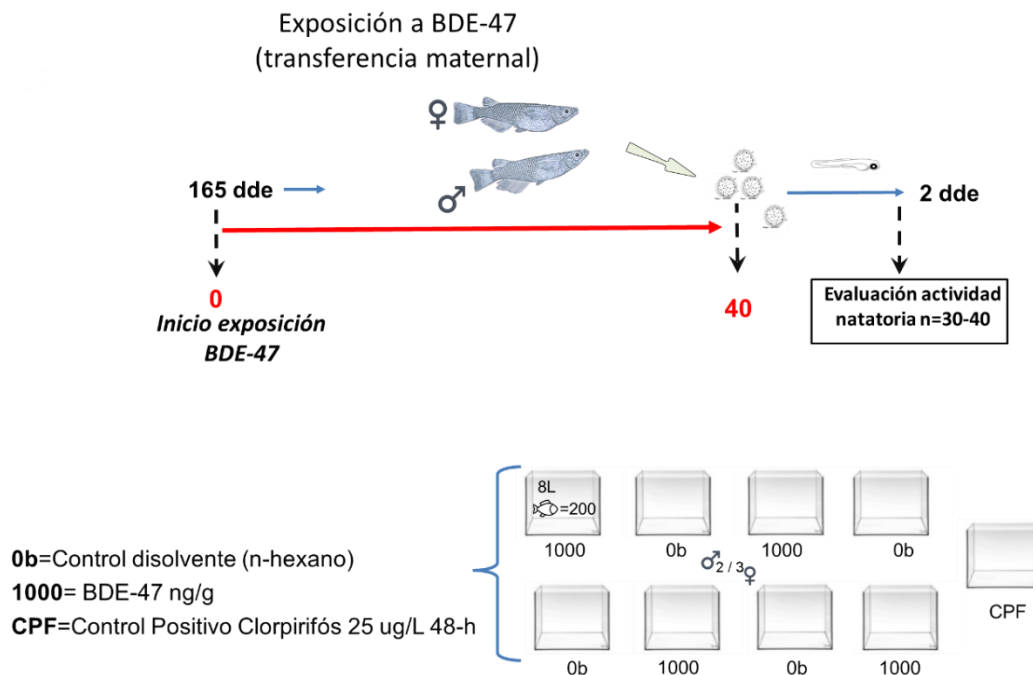 Exposición a BDE-47
(transferencia maternal)
♀
♂
165 dde
2 dde
0
Inicio exposición
BDE-47
40
Evaluación actividad
natatoria n=30-40
8L
=200
1000
0b
1000
0b
♂2 / 3♀
CPF
0b=Control disolvente (n-hexano)
1000= BDE-47 ng/g
CPF=Control Positivo Clorpirifós 25 ug/L 48-h
0b
1000
0b
1000